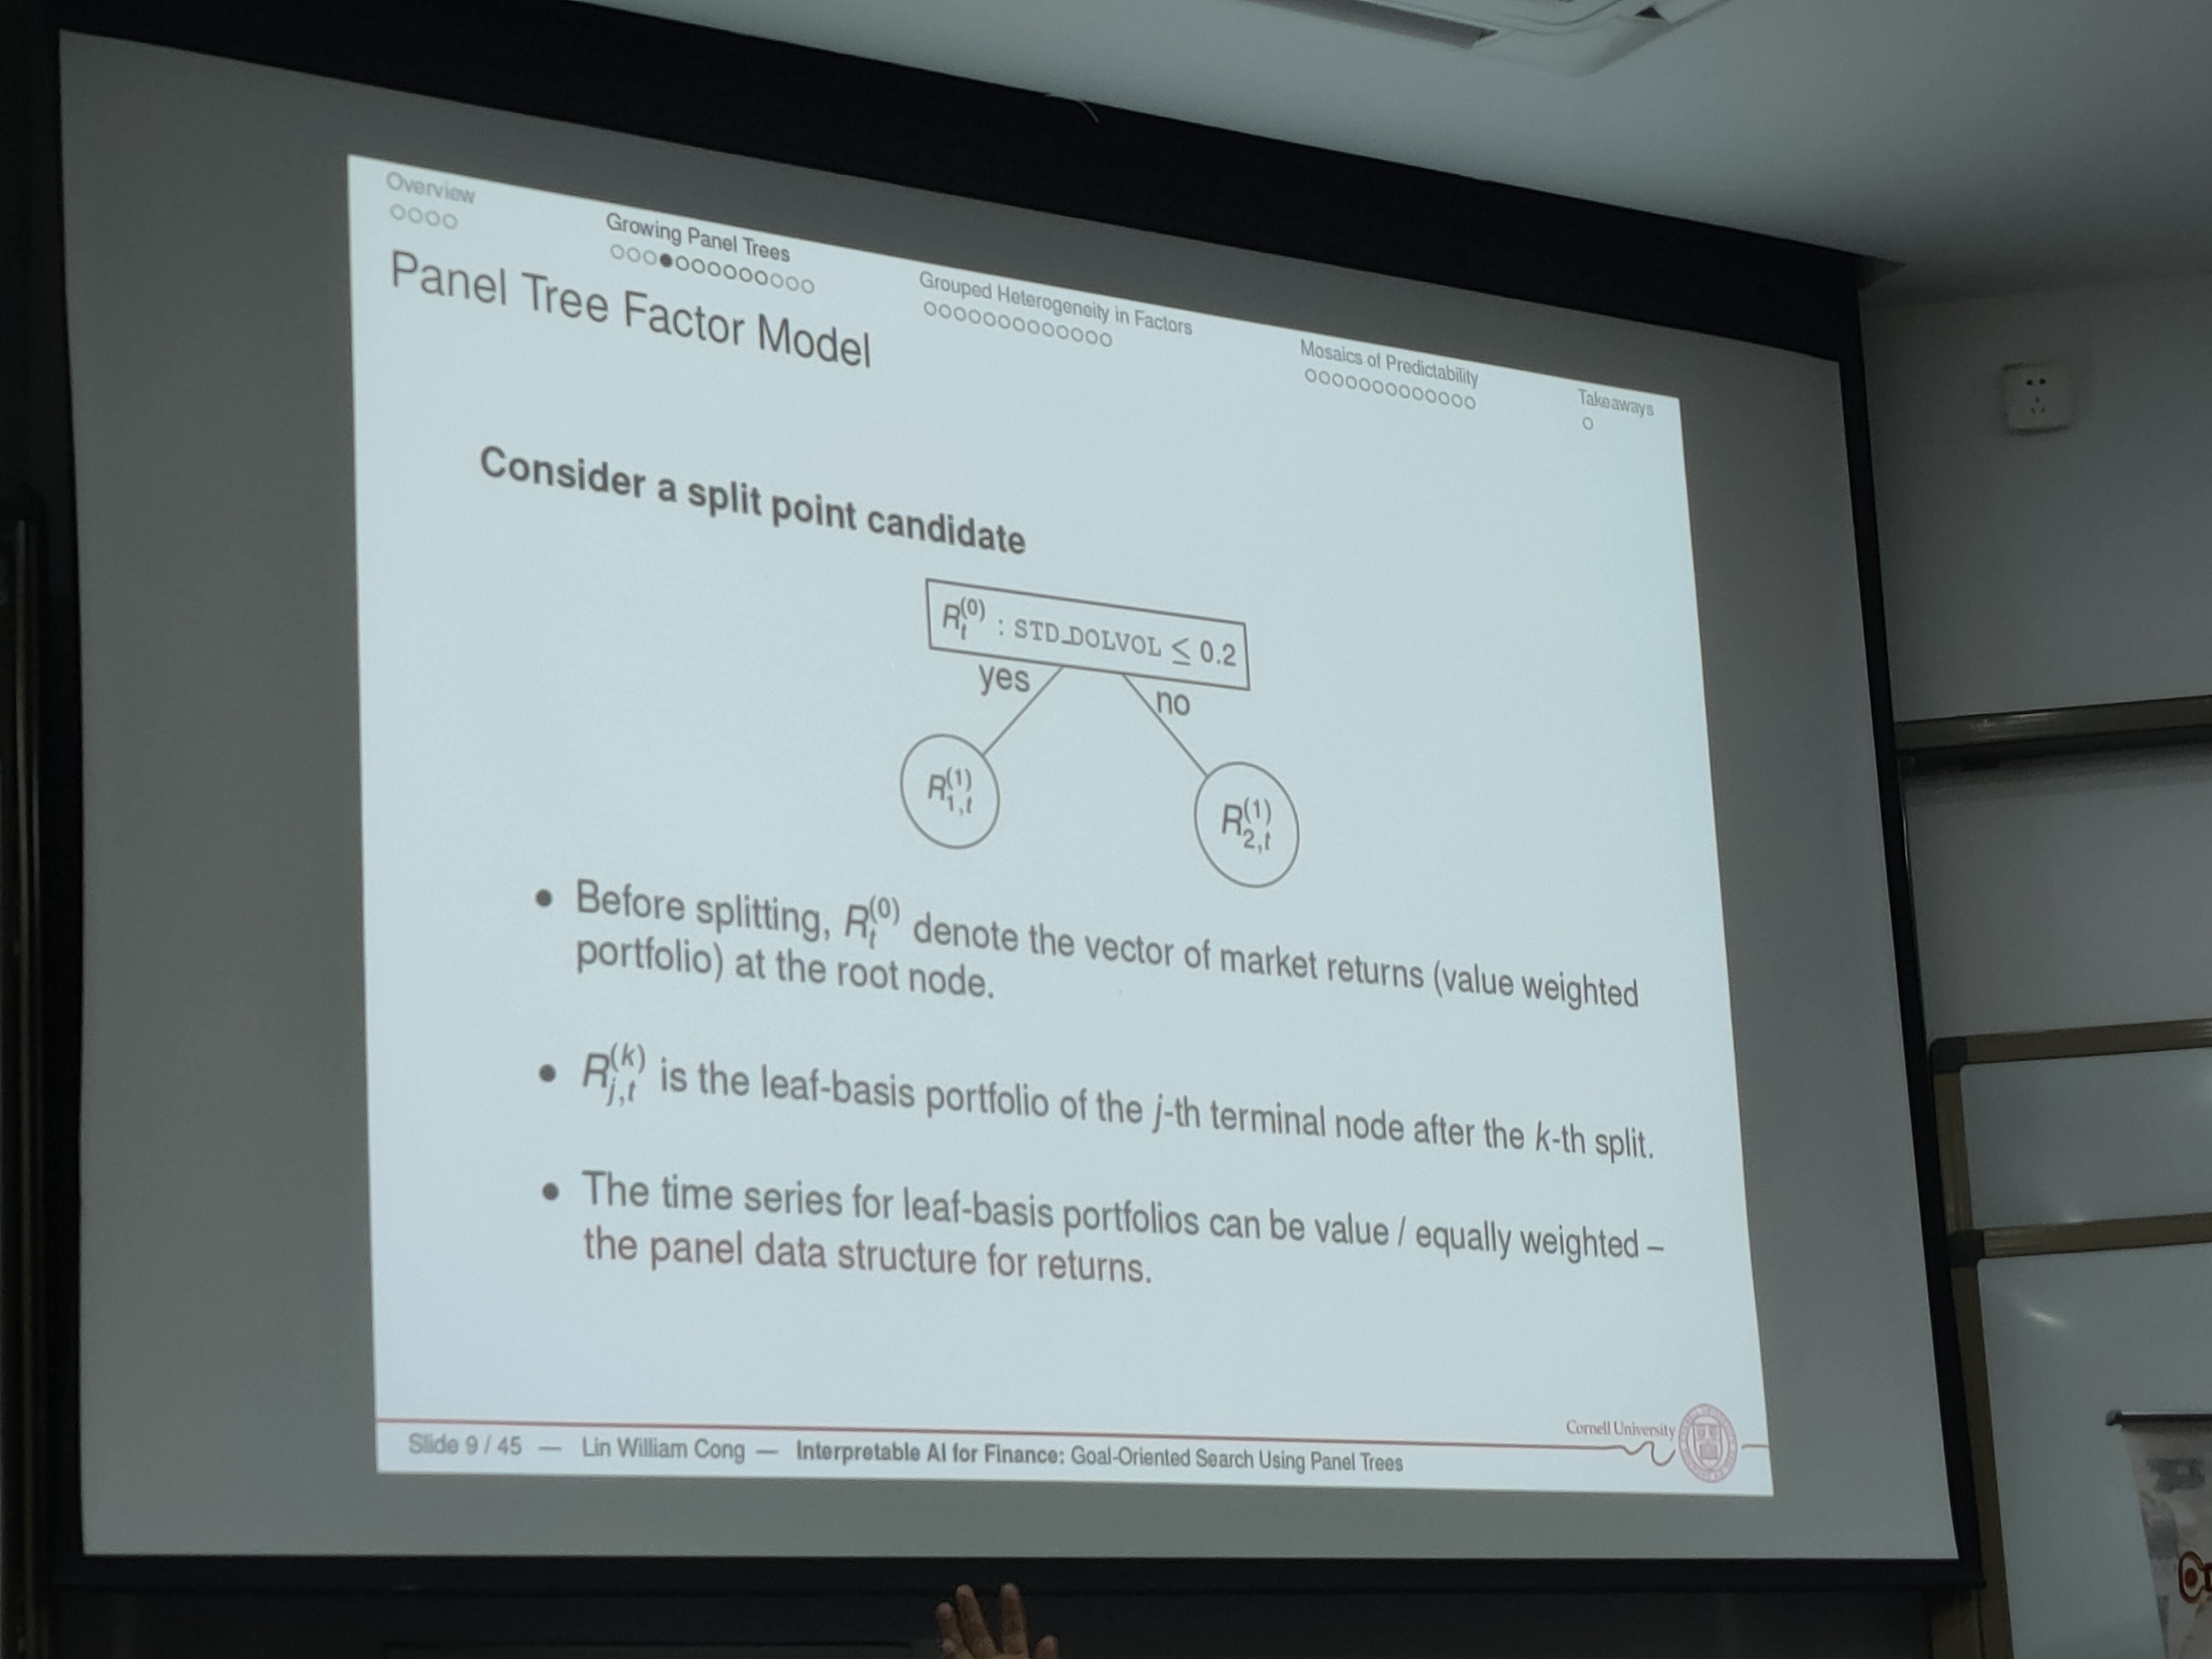 Overview
Growing Panel Trees
Grouped Heterogeneity in Factors
Mosaics of Predictability
Takeaways
Panel Tree Factor Model
Consider a split point candidate
R_t^{(0)} : STD_DOLVOL ≤ 0.2
yes
no
R_{1,t}^{(1)}
R_{2,t}^{(1)}
• Before splitting, R_t^{(0)} denote the vector of market returns (value weighted
portfolio) at the root node.
• R_{j,t}^{(k)} is the leaf-basis portfolio of the j-th terminal node after the k-th split.
• The time series for leaf-basis portfolios can be value / equally weighted –
the panel data structure for returns.
Cornell University
Slide 9 / 45 — Lin William Cong — Interpretable AI for Finance: Goal-Oriented Search Using Panel Trees